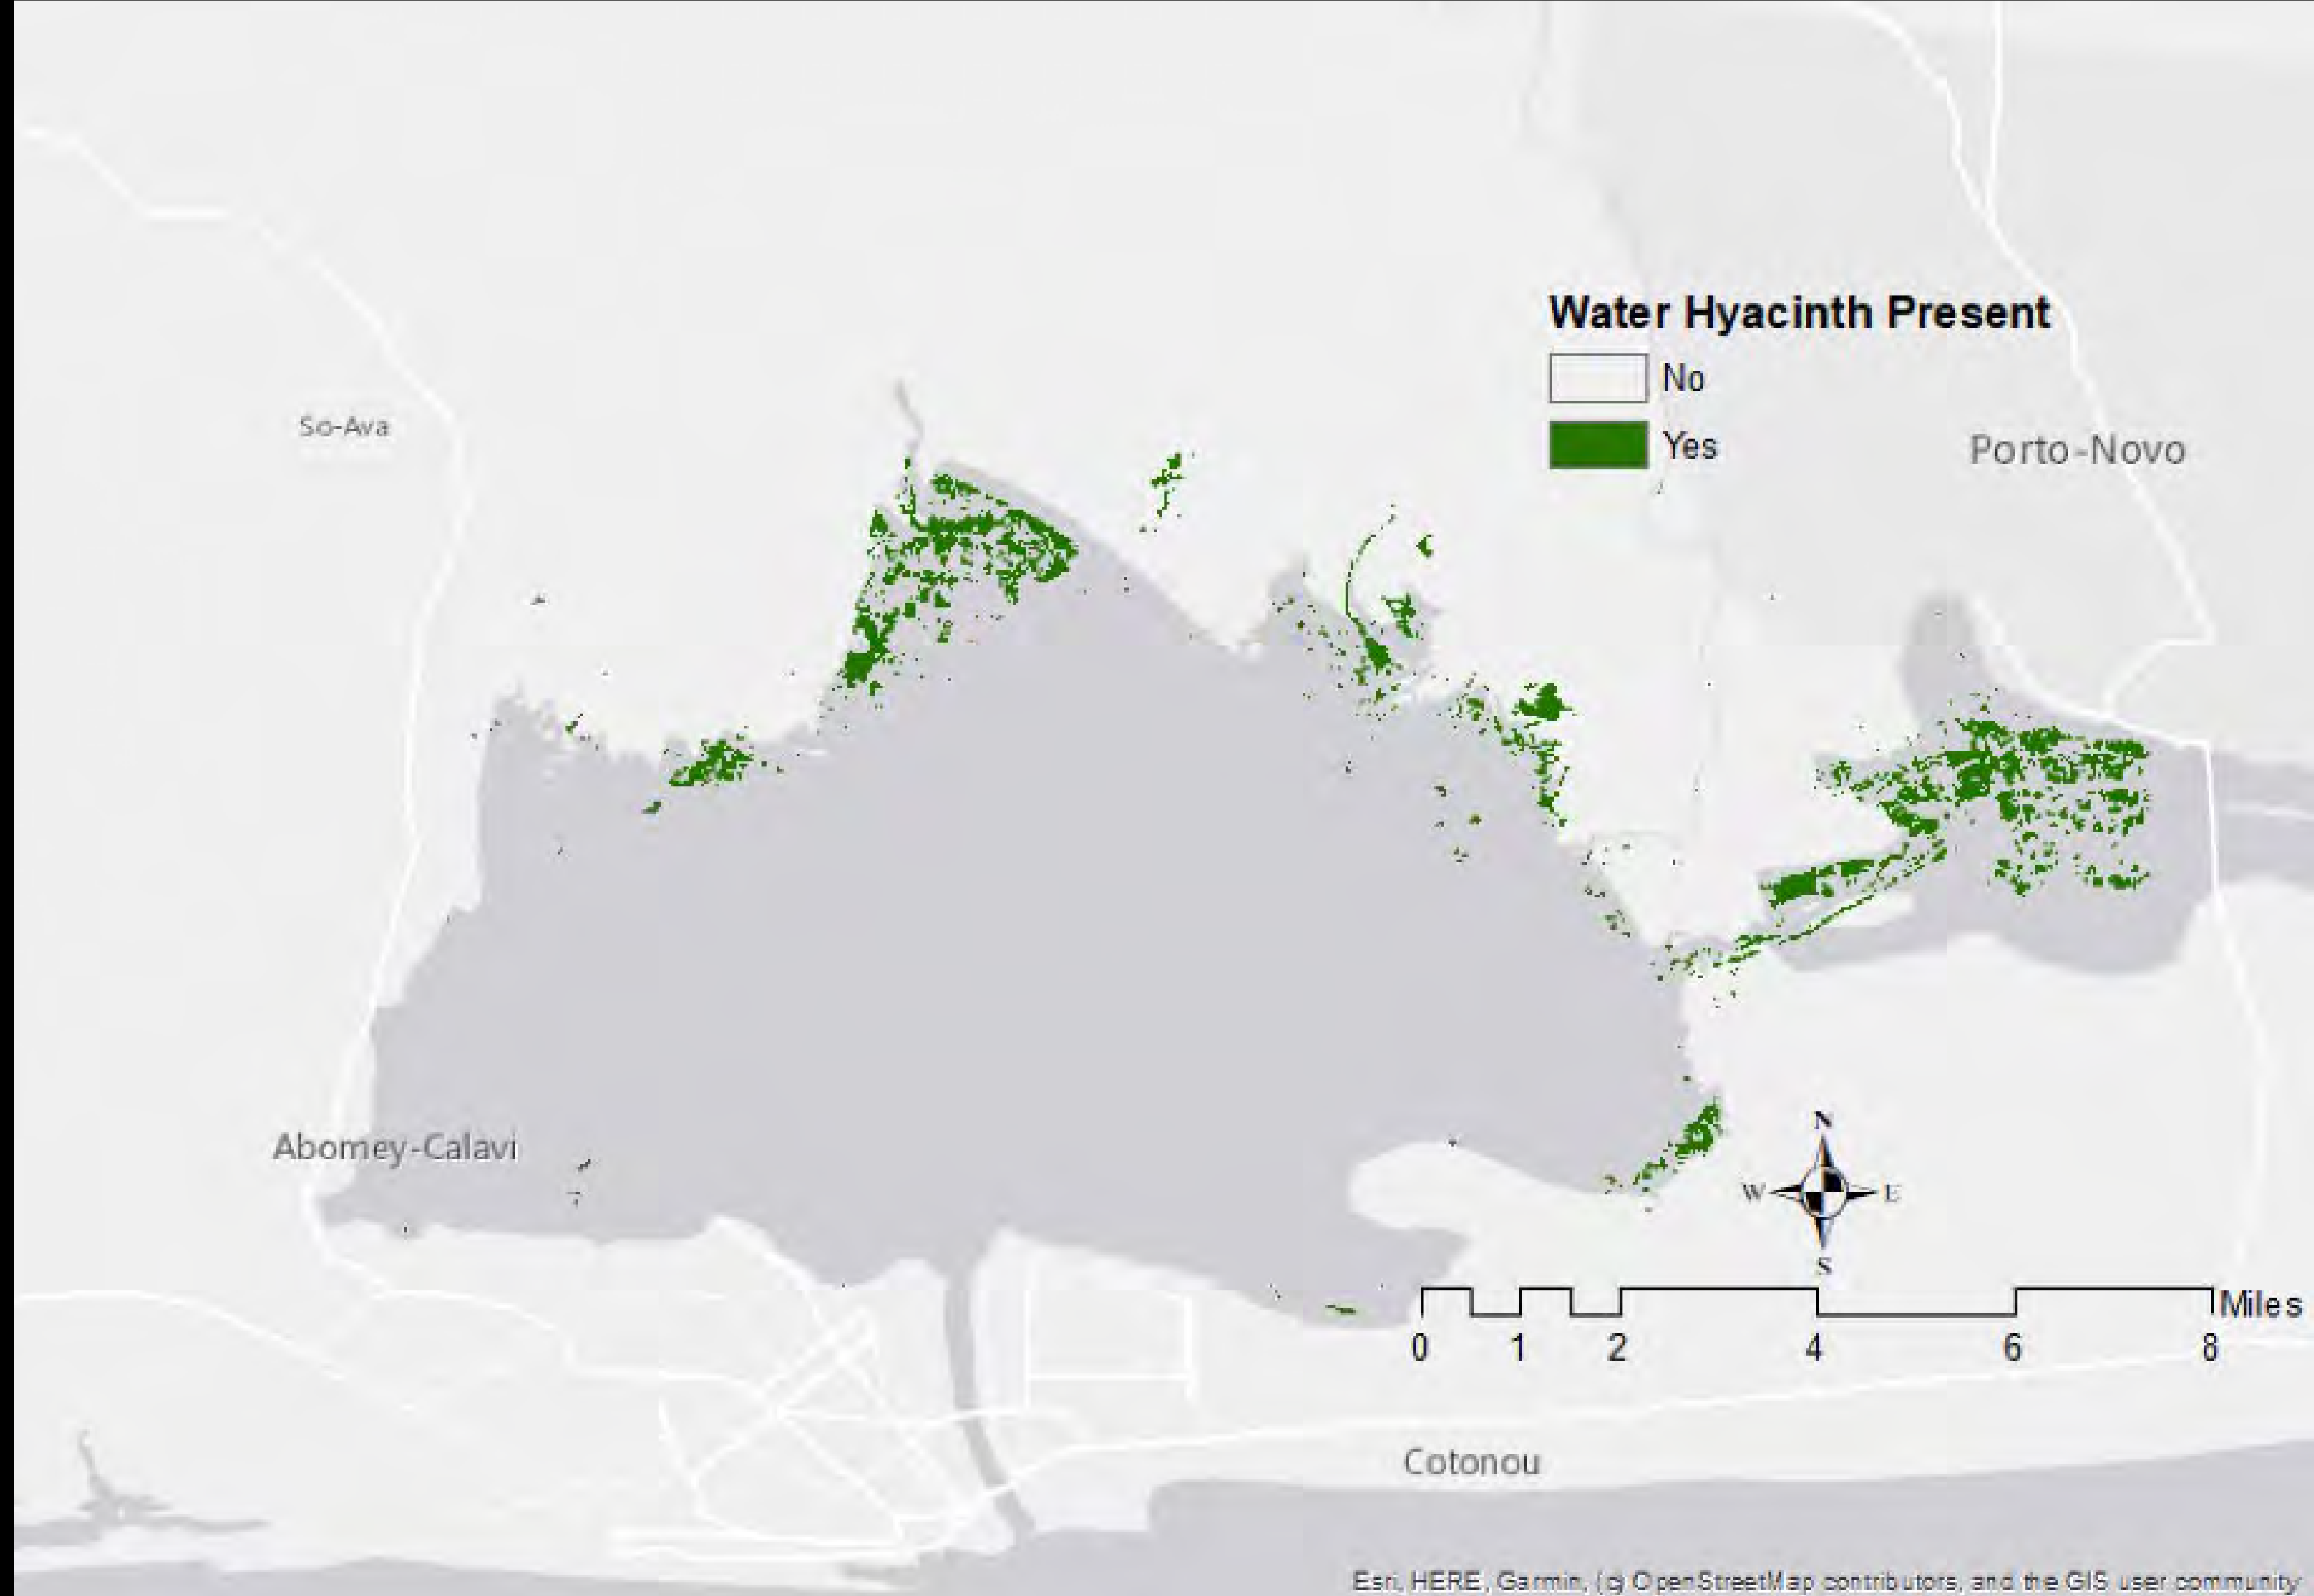 Water Hyacinth Present
No
So-Ava
Yes
Porto-Novo
N
Abomey-Calavi
W
E
S
Miles
0 1 2 4 6 8
Cotonou
Esri, HERE, Garmin, (c) OpenStreetMap contributors, and the GIS user community